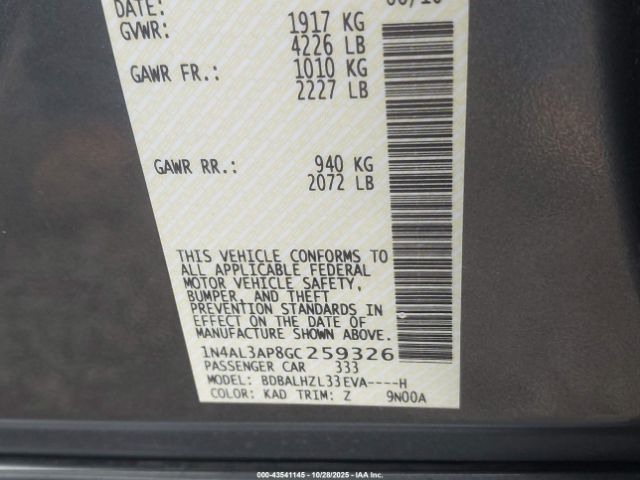 DATE:
GVWR: 1917 KG
4226 LB
GAWR FR.: 1010 KG
2227 LB
GAWR RR.: 940 KG
2072 LB
THIS VEHICLE CONFORMS TO
ALL APPLICABLE FEDERAL
MOTOR VEHICLE SAFETY,
BUMPER, AND THEFT
PREVENTION STANDARDS IN
EFFECT ON THE DATE OF
MANUFACTURE SHOWN ABOVE.
1N4AL3AP8GC259326
PASSENGER CAR 333
MODEL: BDBALHZL33EVA----H
COLOR: KAD TRIM: Z 9N00A
000-43541145 | 10/28/2025 | IAA, Inc.